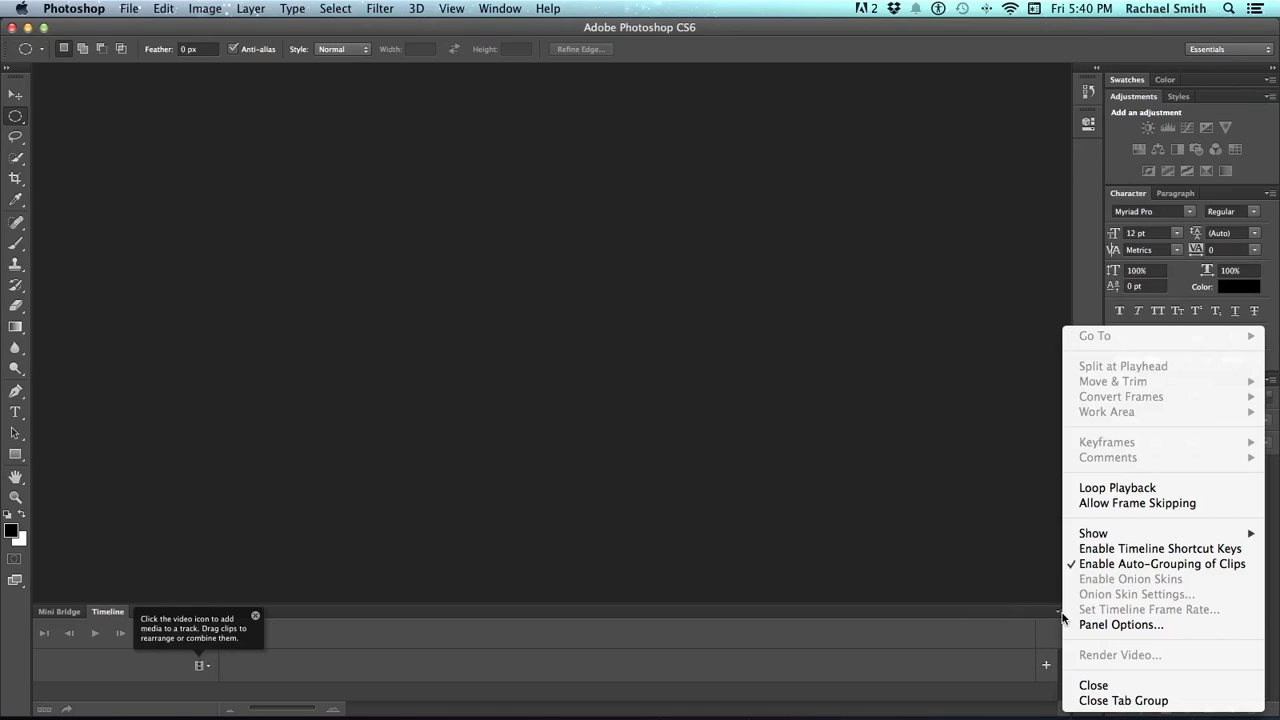 Photoshop File Edit Image Layer Type Select Filter 3D View Window Help 2 Fri 5:40 PM Rachael Smith
Adobe Photoshop CS6
Feather: 0 px Anti-alias Style: Normal Width: Height: Refine Edge... Essentials
Swatches Color
Adjustments Styles
Add an adjustment
Character Paragraph
Myriad Pro Regular
12 pt (Auto)
Metrics 0
100% 100%
0 pt Color:
Go To
Split at Playhead
Move & Trim
Convert Frames
Work Area
Keyframes
Comments
Loop Playback
Allow Frame Skipping
Show
Enable Timeline Shortcut Keys
✓ Enable Auto-Grouping of Clips
Enable Onion Skins
Onion Skin Settings...
Set Timeline Frame Rate...
Panel Options...
Render Video...
Close
Close Tab Group
Mini Bridge Timeline
Click the video icon to add
media to a track. Drag clips to
rearrange or combine them.